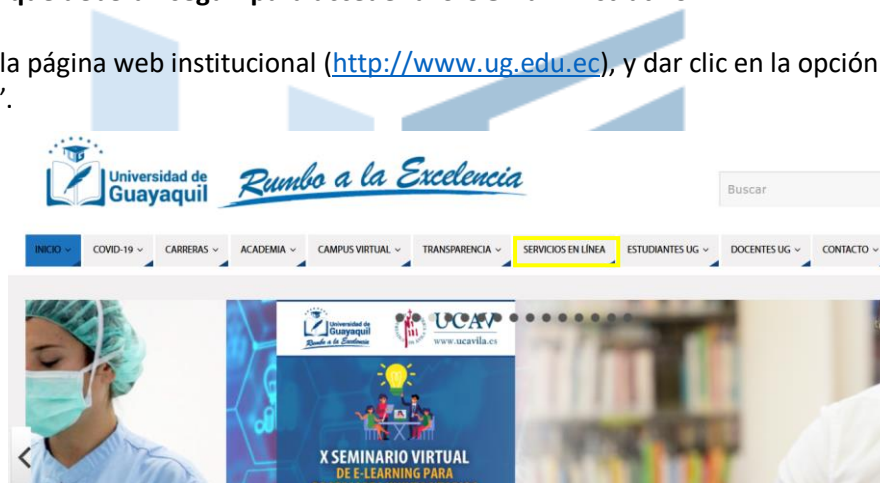 la página web institucional (http://www.ug.edu.ec), y dar clic en la opción
”.
Universidad de
Guayaquil
Rumbo a la Excelencia
Buscar
INICIO COVID-19 CARRERAS ACADEMIA CAMPUS VIRTUAL TRANSPARENCIA SERVICIOS EN LÍNEA ESTUDIANTES UG DOCENTES UG CONTACTO
Universidad de
Guayaquil
Rumbo a la Excelencia
UCAV
www.ucavila.es
X SEMINARIO VIRTUAL
DE E-LEARNING PARA